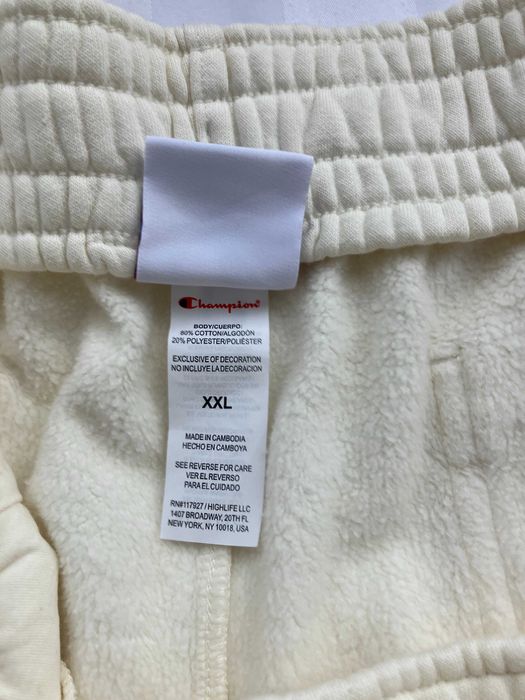 Champion
BODY/CUERPO:
80% COTTON/ALGODÓN
20% POLYESTER/POLIÉSTER
EXCLUSIVE OF DECORATION
NO INCLUYE LA DECORACION
XXL
MADE IN CAMBODIA
HECHO EN CAMBOYA
SEE REVERSE FOR CARE
VER EL REVERSO
PARA EL CUIDADO
RN#117927 / HIGHLIFE LLC
1407 BROADWAY, 20TH FL
NEW YORK, NY 10018, USA